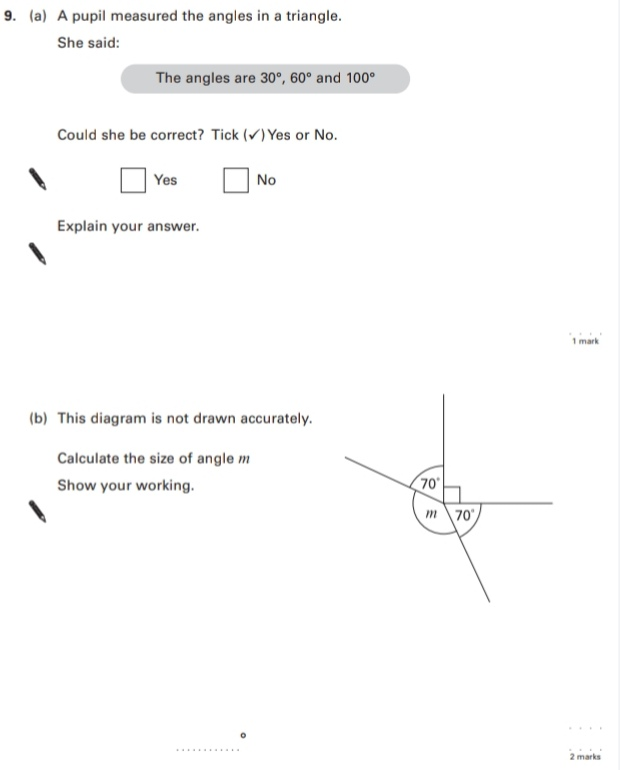 9. (a) A pupil measured the angles in a triangle.
She said:
The angles are 30°, 60° and 100°
Could she be correct? Tick (✓) Yes or No.
Yes No
Explain your answer.
1 mark
(b) This diagram is not drawn accurately.
Calculate the size of angle m
Show your working.
70°
m 70°
°
2 marks